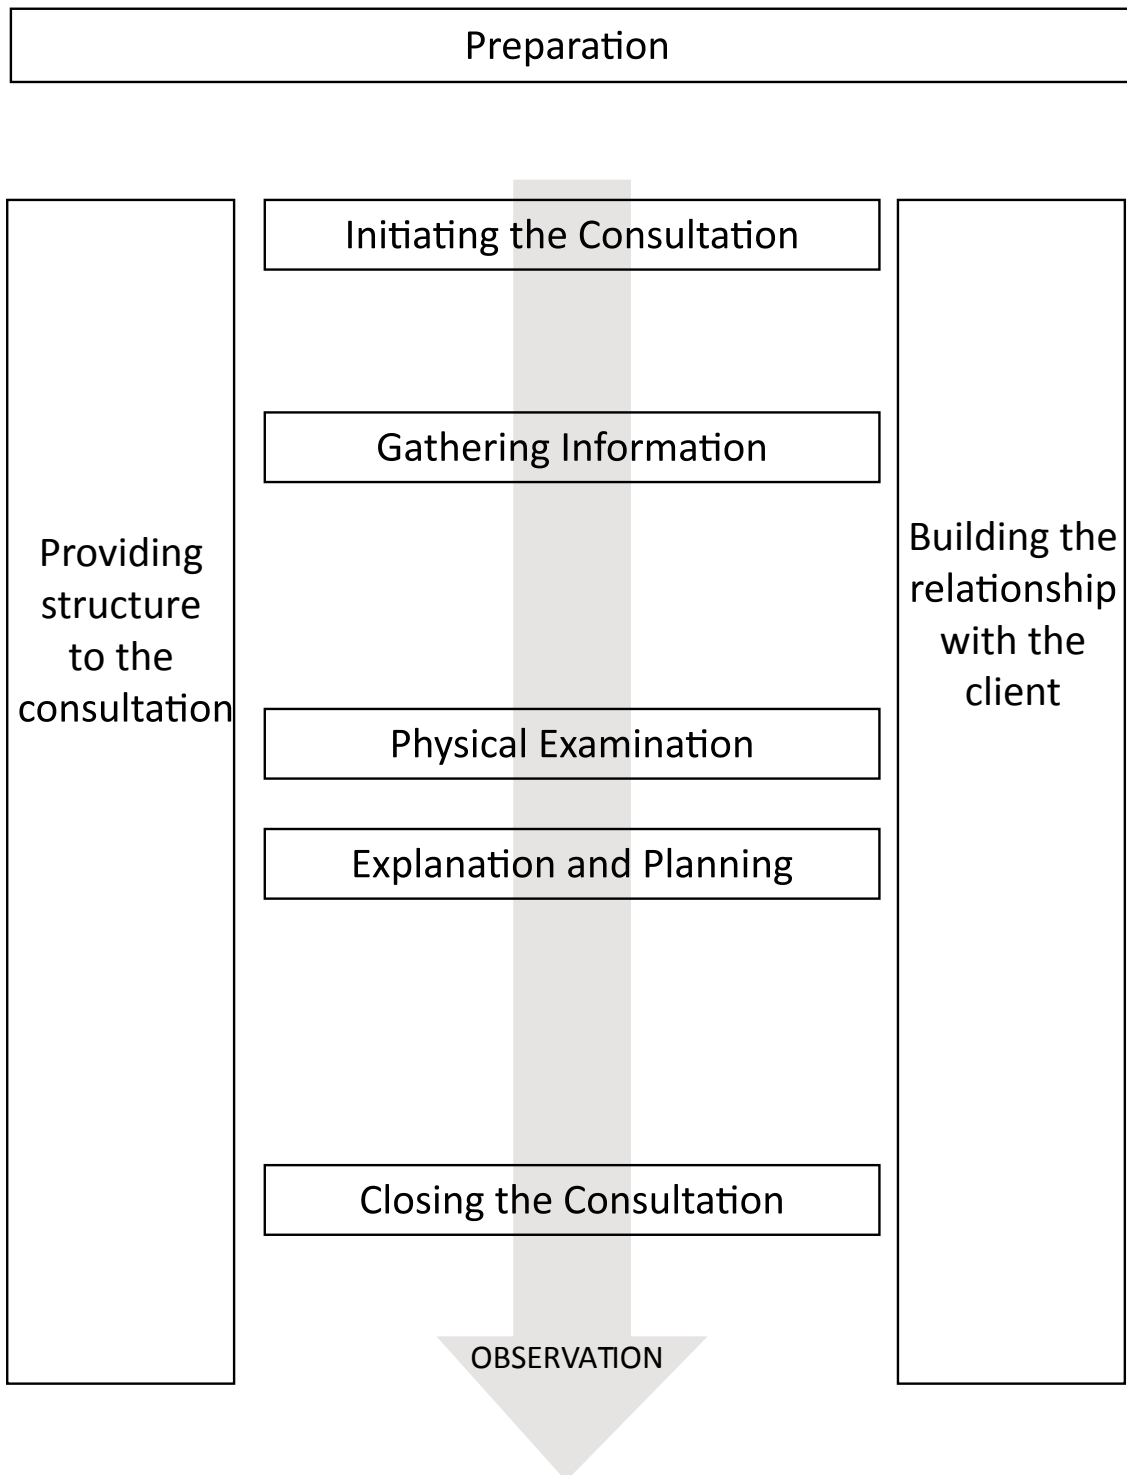 Preparation
Initiating the Consultation
Gathering Information
Providing
structure
to the
consultation
Building the
relationship
with the
client
Physical Examination
Explanation and Planning
Closing the Consultation
OBSERVATION